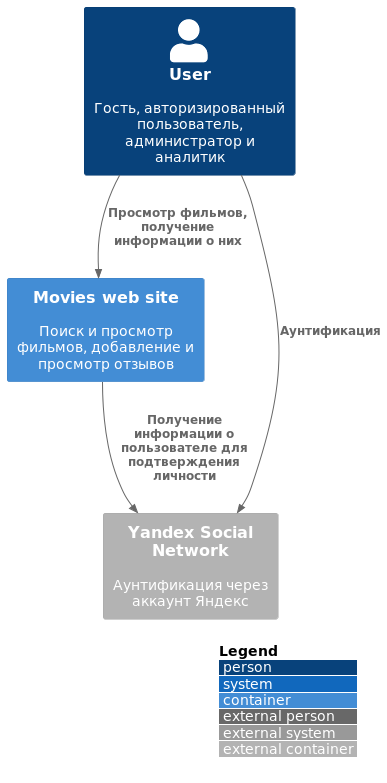 User
Гость, авторизированный
пользователь,
администратор и
аналитик
Просмотр фильмов,
получение
информации о них
Movies web site
Поиск и просмотр
фильмов, добавление и
просмотр отзывов
Аунтификация
Получение
информации о
пользователе для
подтверждения
личности
Yandex Social
Network
Аунтификация через
аккаунт Яндекс
Legend
person
system
container
external person
external system
external container